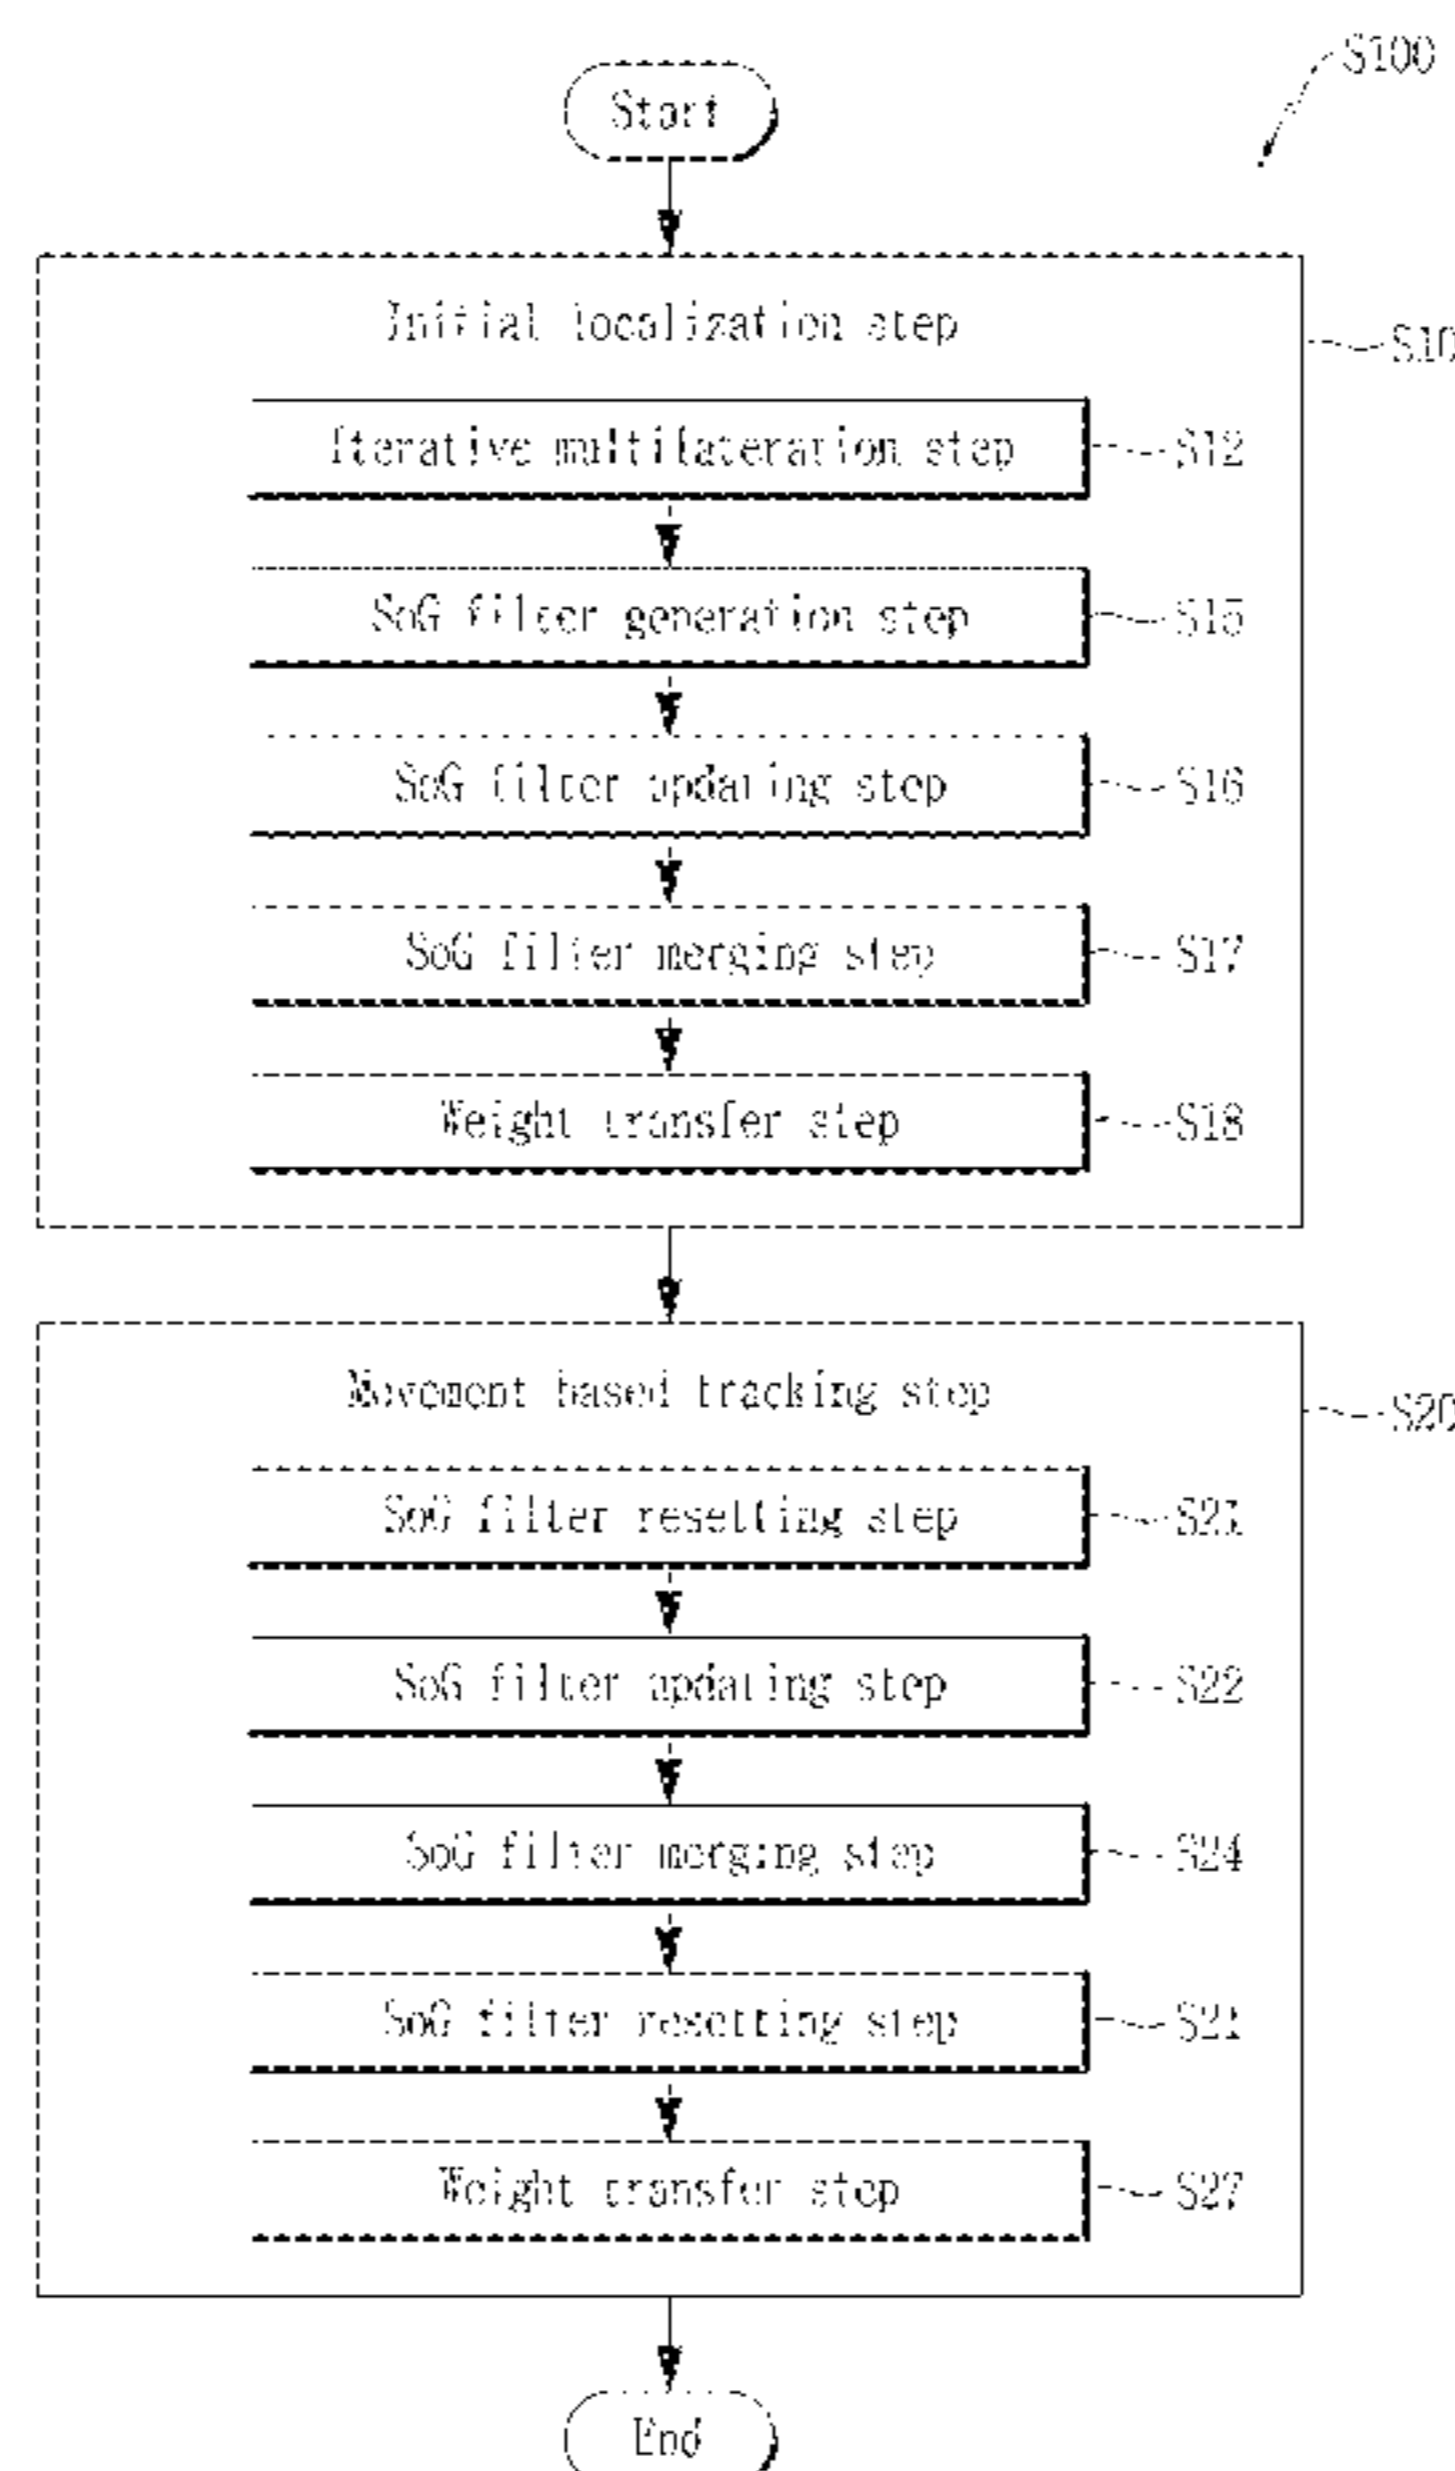 S100
Start
Initial localization step
S10
Iterative multilateration step
S12
SoG filter generation step
S15
SoG filter updating step
S16
SoG filter merging step
S17
Weight transfer step
S18
Movement based tracking step
S20
SoG filter resetting step
S21
SoG filter updating step
S22
SoG filter merging step
S24
SoG filter resetting step
S21
Weight transfer step
S27
End